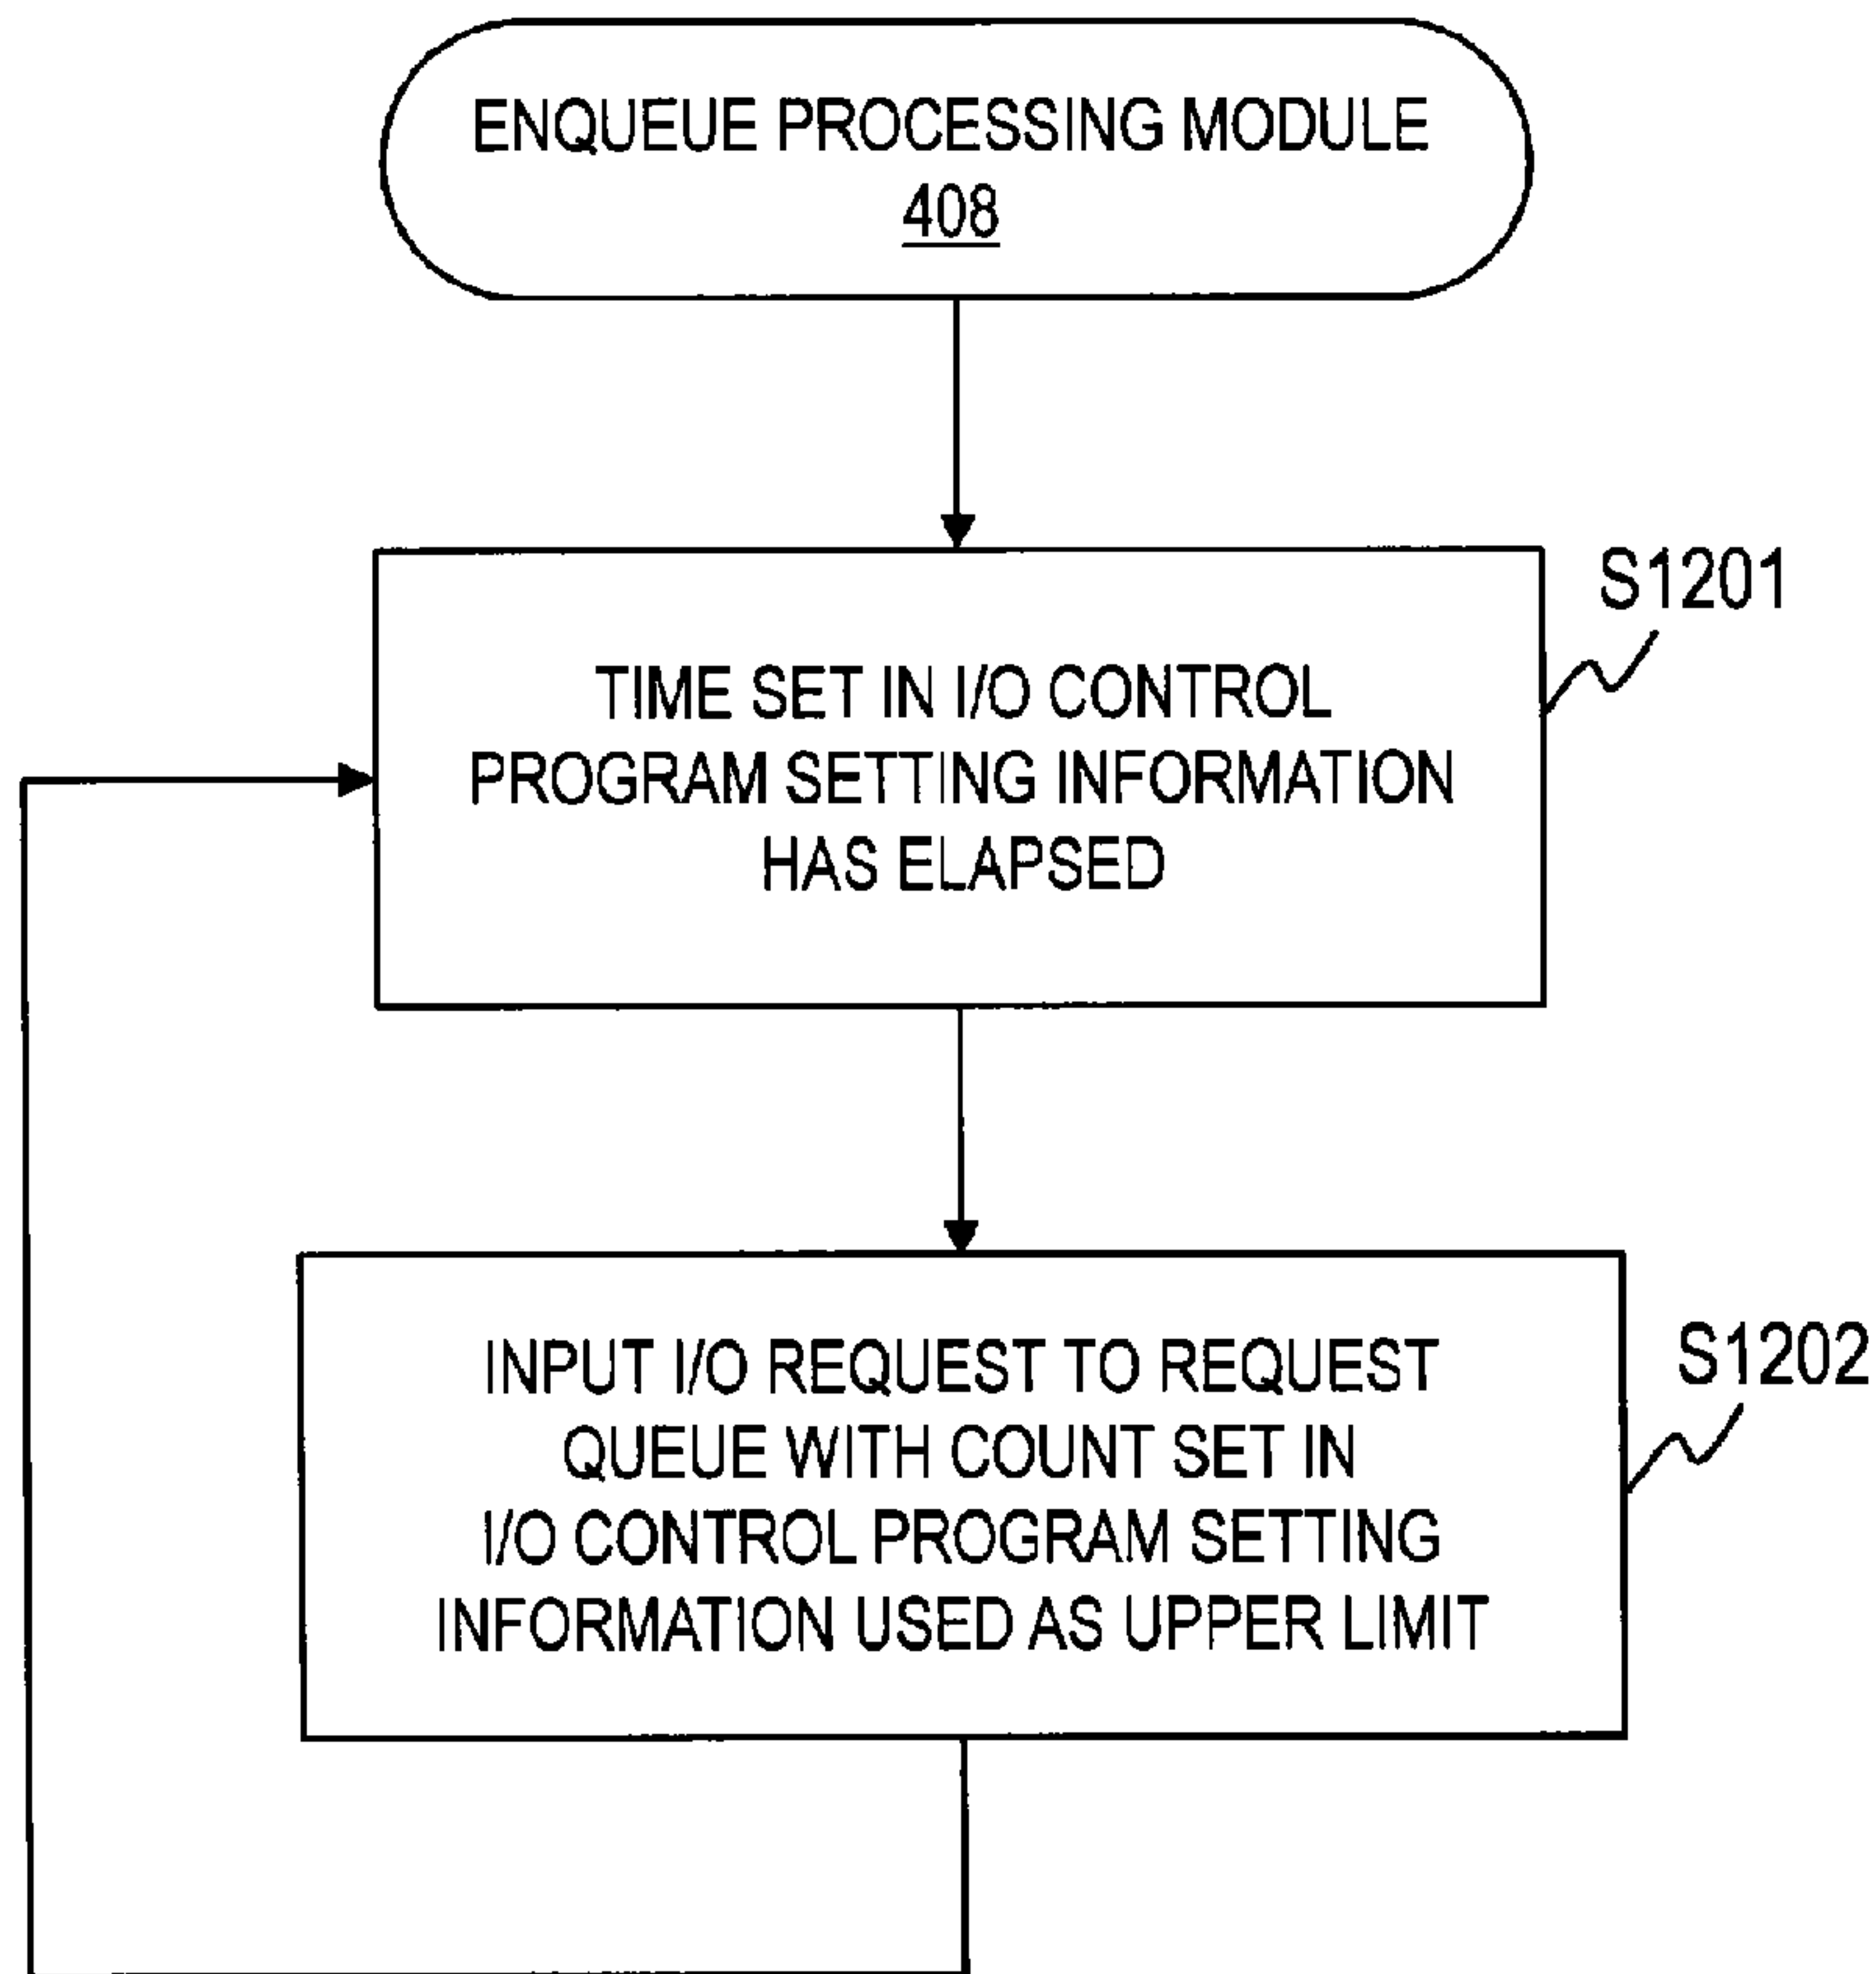 ENQUEUE PROCESSING MODULE
408
S1201
TIME SET IN I/O CONTROL
PROGRAM SETTING INFORMATION
HAS ELAPSED
S1202
INPUT I/O REQUEST TO REQUEST
QUEUE WITH COUNT SET IN
I/O CONTROL PROGRAM SETTING
INFORMATION USED AS UPPER LIMIT